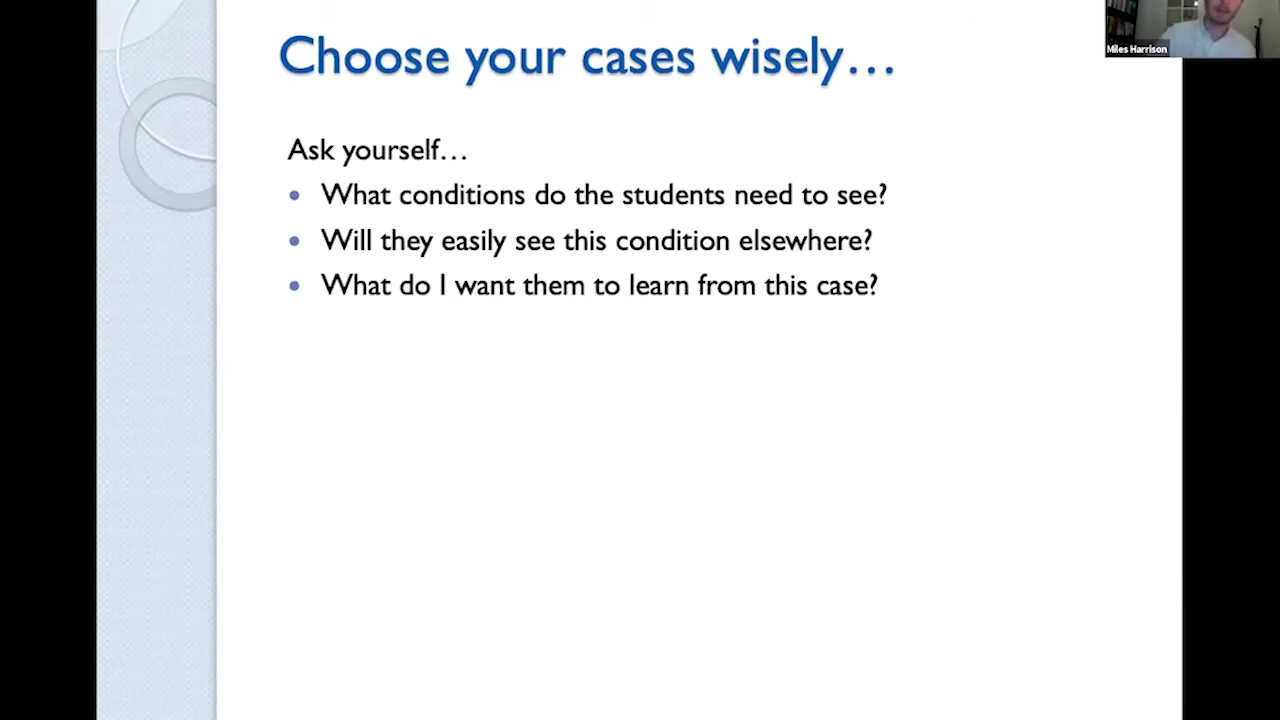 Choose your cases wisely…
Miles Harrison
Ask yourself…
• What conditions do the students need to see?
• Will they easily see this condition elsewhere?
• What do I want them to learn from this case?